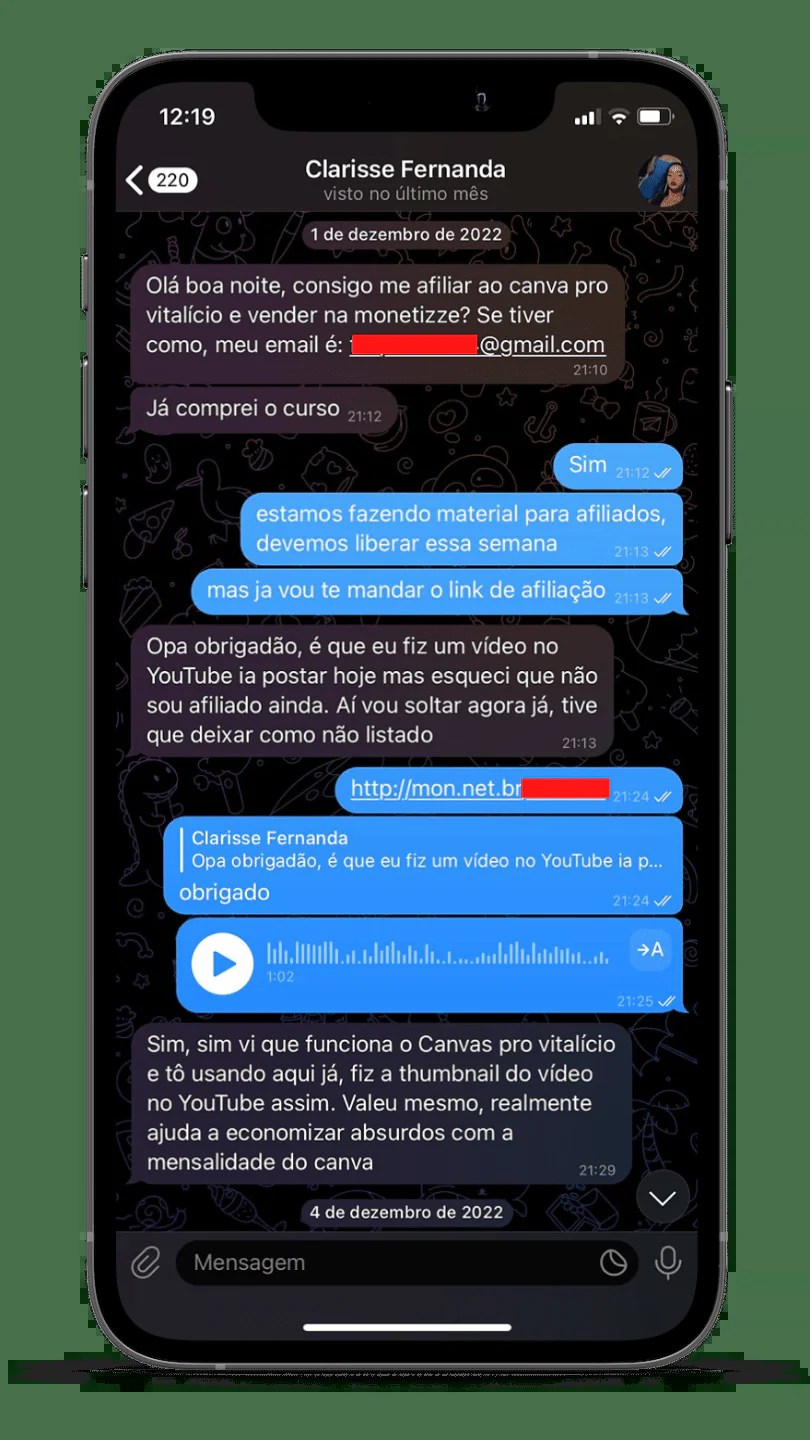 12:19
220
Clarisse Fernanda
visto no último mês
1 de dezembro de 2022
Olá boa noite, consigo me afiliar ao canva pro
vitalício e vender na monetizze? Se tiver
como, meu email é: @gmail.com
21:10
Já comprei o curso 21:12
Sim 21:12
estamos fazendo material para afiliados,
devemos liberar essa semana 21:13
mas ja vou te mandar o link de afiliação 21:13
Opa obrigadão, é que eu fiz um vídeo no
YouTube ia postar hoje mas esqueci que não
sou afiliado ainda. Aí vou soltar agora já, tive
que deixar como não listado 21:13
http://mon.net.br 21:24
Clarisse Fernanda
Opa obrigadão, é que eu fiz um vídeo no YouTube ia p...
obrigado 21:24
→A
1:02
21:25
Sim, sim vi que funciona o Canvas pro vitalício
e tô usando aqui já, fiz a thumbnail do vídeo
no YouTube assim. Valeu mesmo, realmente
ajuda a economizar absurdos com a
mensalidade do canva 21:29
4 de dezembro de 2022
Mensagem